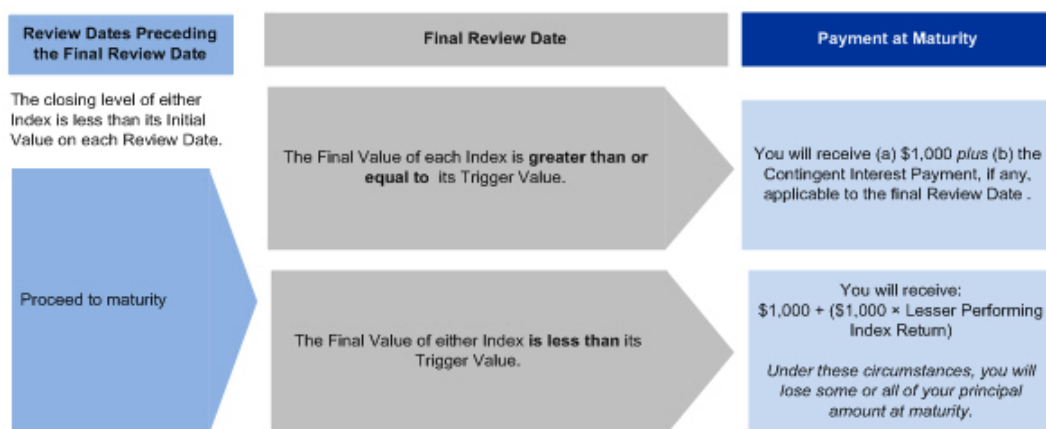 Review Dates Preceding
the Final Review Date
Final Review Date
Payment at Maturity
The closing level of either
Index is less than its Initial
Value on each Review Date.
Proceed to maturity
The Final Value of each Index is greater than or
equal to its Trigger Value.
You will receive (a) $1,000 plus (b) the
Contingent Interest Payment, if any,
applicable to the final Review Date .
The Final Value of either Index is less than its
Trigger Value.
You will receive:
$1,000 + ($1,000 × Lesser Performing
Index Return)
Under these circumstances, you will
lose some or all of your principal
amount at maturity.